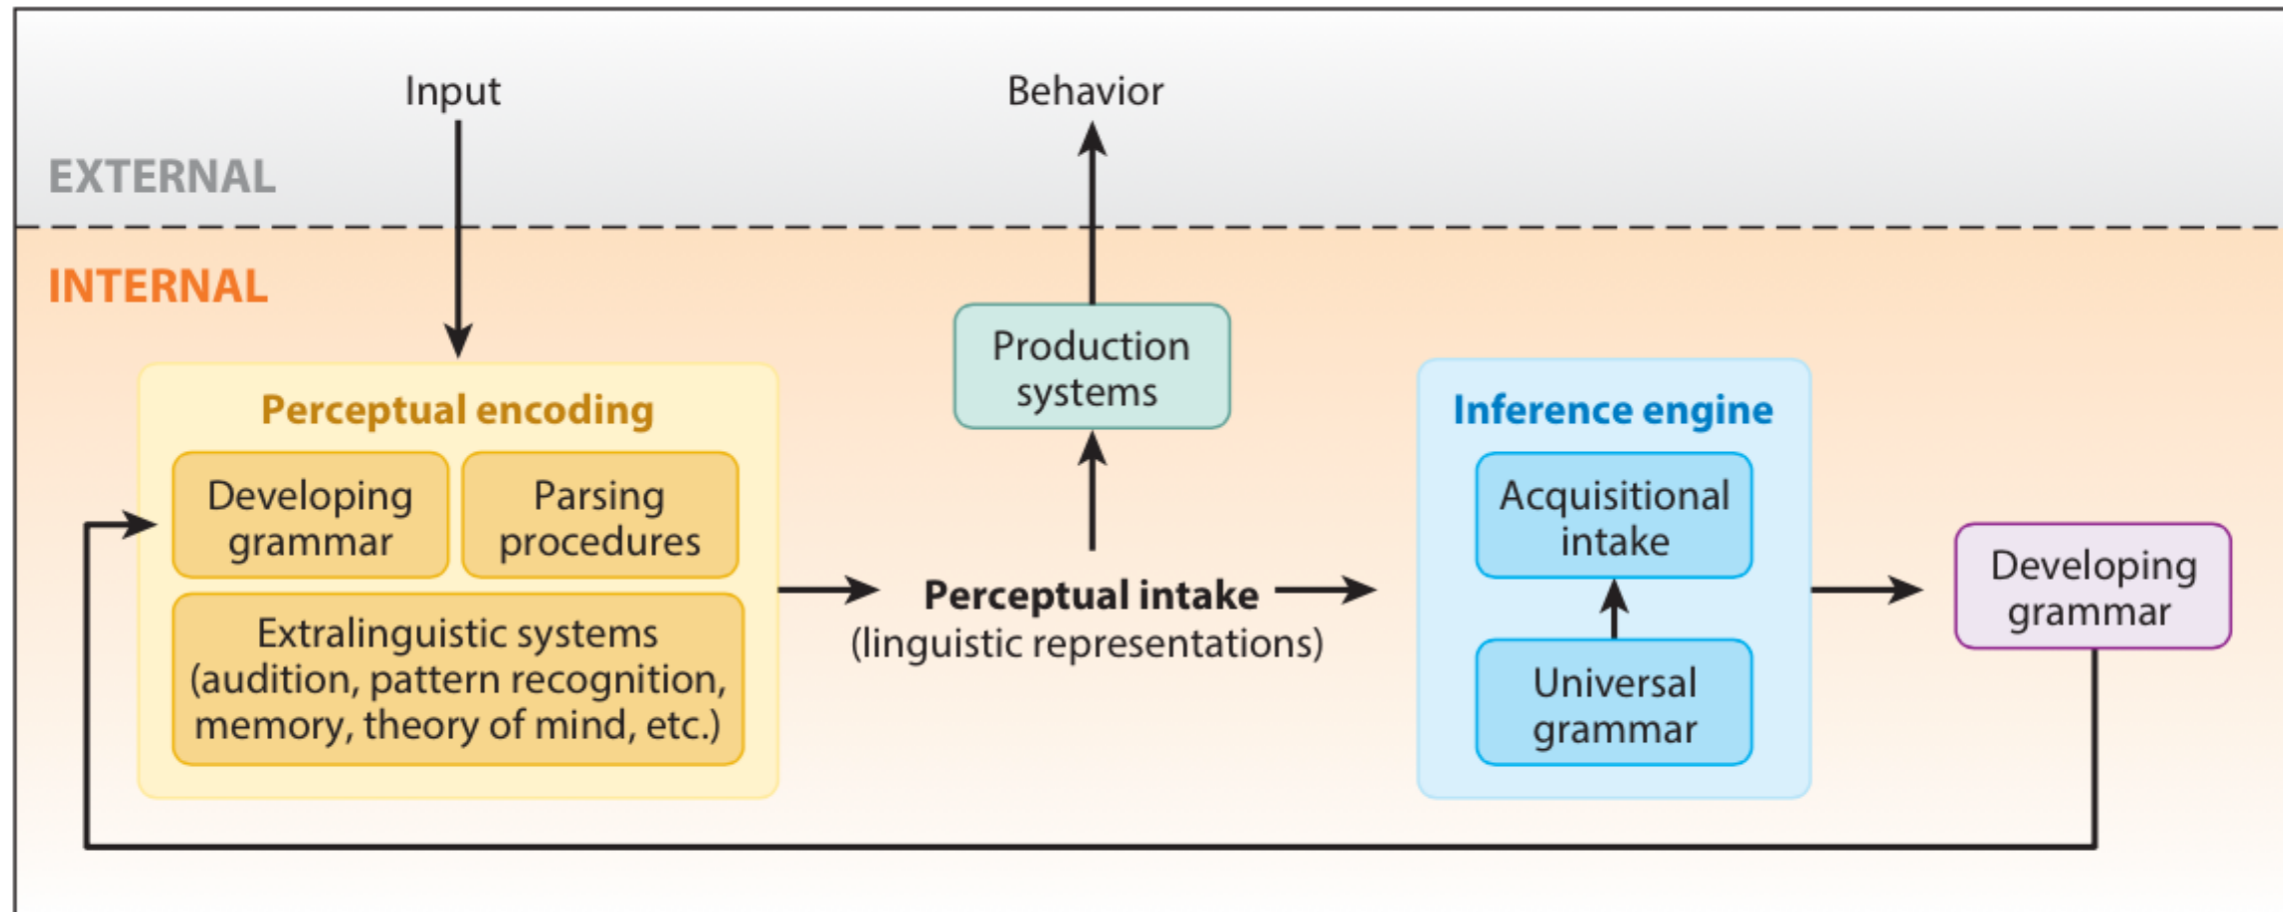 Input
Behavior
EXTERNAL
INTERNAL
Perceptual encoding
Developing
grammar
Parsing
procedures
Extralinguistic systems
(audition, pattern recognition,
memory, theory of mind, etc.)
Production
systems
Perceptual intake
(linguistic representations)
Inference engine
Acquisitional
intake
Universal
grammar
Developing
grammar